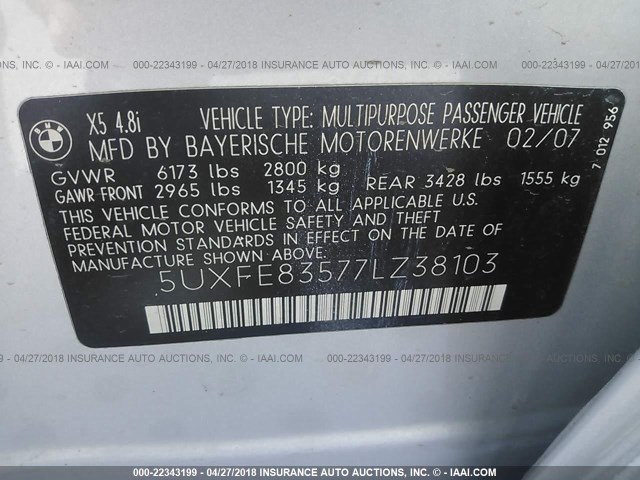 000-22343199 - 04/27/2018 INSURANCE AUTO AUCTIONS, INC. - © IAAI.COM
BMW
X5 4.8i VEHICLE TYPE: MULTIPURPOSE PASSENGER VEHICLE
MFD BY BAYERISCHE MOTORENWERKE 02/07
GVWR 6173 lbs 2800 kg
GAWR FRONT 2965 lbs 1345 kg REAR 3428 lbs 1555 kg
THIS VEHICLE CONFORMS TO ALL APPLICABLE U.S.
FEDERAL MOTOR VEHICLE SAFETY AND THEFT
PREVENTION STANDARDS IN EFFECT ON THE DATE OF
MANUFACTURE SHOWN ABOVE.
5UXFE83577LZ38103
7 012 956
000-22343199 - 04/27/2018 INSURANCE AUTO AUCTIONS, INC. - © IAAI.COM
000-22343199 - 04/27/2018 INSURANCE AUTO AUCTIONS, INC. - © IAAI.COM